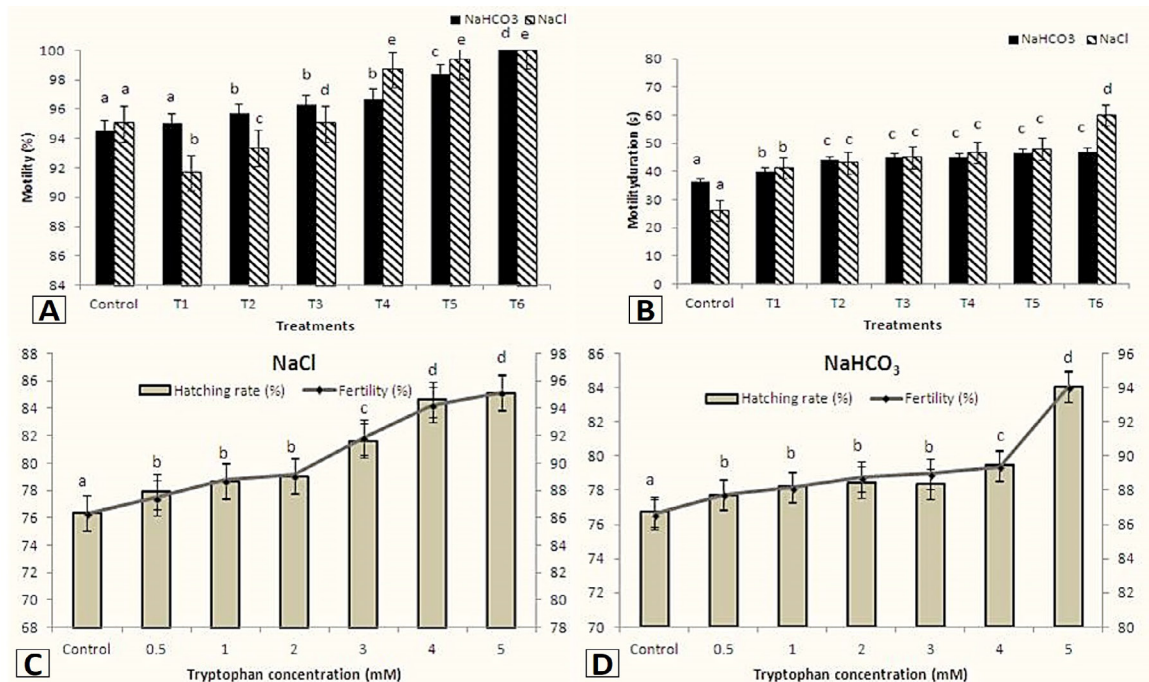 NaHCO3 NaCl
100
98
96
94
92
90
88
86
84
Motility (%)
a a a b b c b d b e c e d e
Control T1 T2 T3 T4 T5 T6
Treatments
A
NaHCO3 NaCl
80
70
60
50
40
30
20
10
0
Motilityduration (s)
a a b b c c c c c c c c c d
Control T1 T2 T3 T4 T5 T6
Treatments
B
NaCl
Hatching rate (%) Fertility (%)
88
86
84
82
80
78
76
74
72
70
68
a b b b c d d
98
96
94
92
90
88
86
84
82
80
78
Control 0.5 1 2 3 4 5
Tryptophan concentration (mM)
C
NaHCO₃
Hatching rate (%) Fertility (%)
86
84
82
80
78
76
74
72
70
a b b b b c d
96
94
92
90
88
86
84
82
80
Control 0.5 1 2 3 4 5
Tryptophan concentration (mM)
D